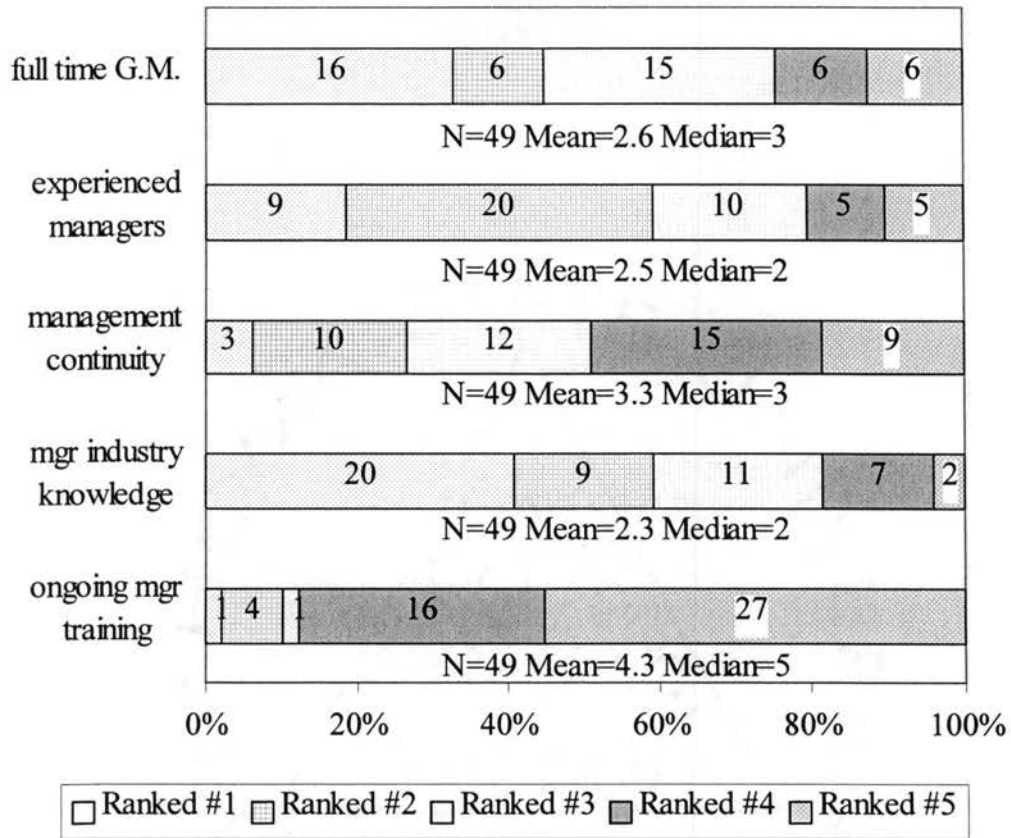 full time G.M.
16 6 15 6 6
N=49 Mean=2.6 Median=3
experienced
managers
9 20 10 5 5
N=49 Mean=2.5 Median=2
management
continuity
3 10 12 15 9
N=49 Mean=3.3 Median=3
mgr industry
knowledge
20 9 11 7 2
N=49 Mean=2.3 Median=2
ongoing mgr
training
1 4 1 16 27
N=49 Mean=4.3 Median=5
0% 20% 40% 60% 80% 100%
Ranked #1 Ranked #2 Ranked #3 Ranked #4 Ranked #5